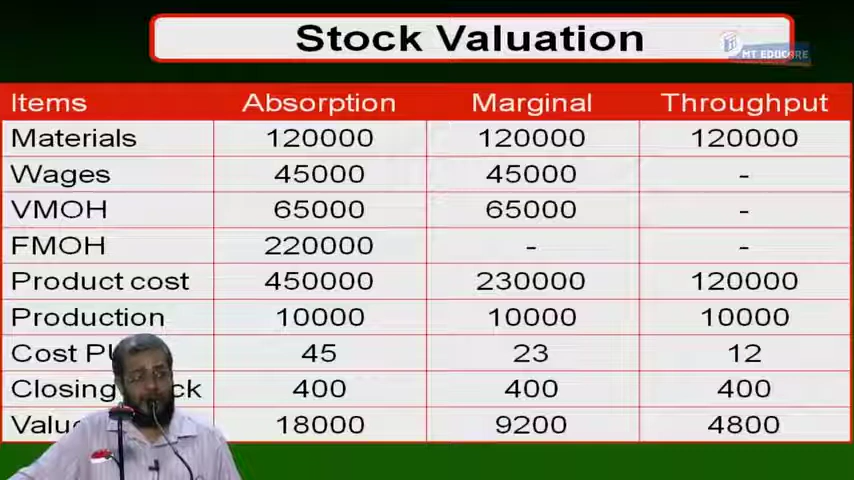 Stock Valuation
MT EDUCARE
Items Absorption Marginal Throughput
Materials 120000 120000 120000
Wages 45000 45000 -
VMOH 65000 65000 -
FMOH 220000 - -
Product cost 450000 230000 120000
Production 10000 10000 10000
Cost 45 23 12
Closing 400 400 400
18000 9200 4800